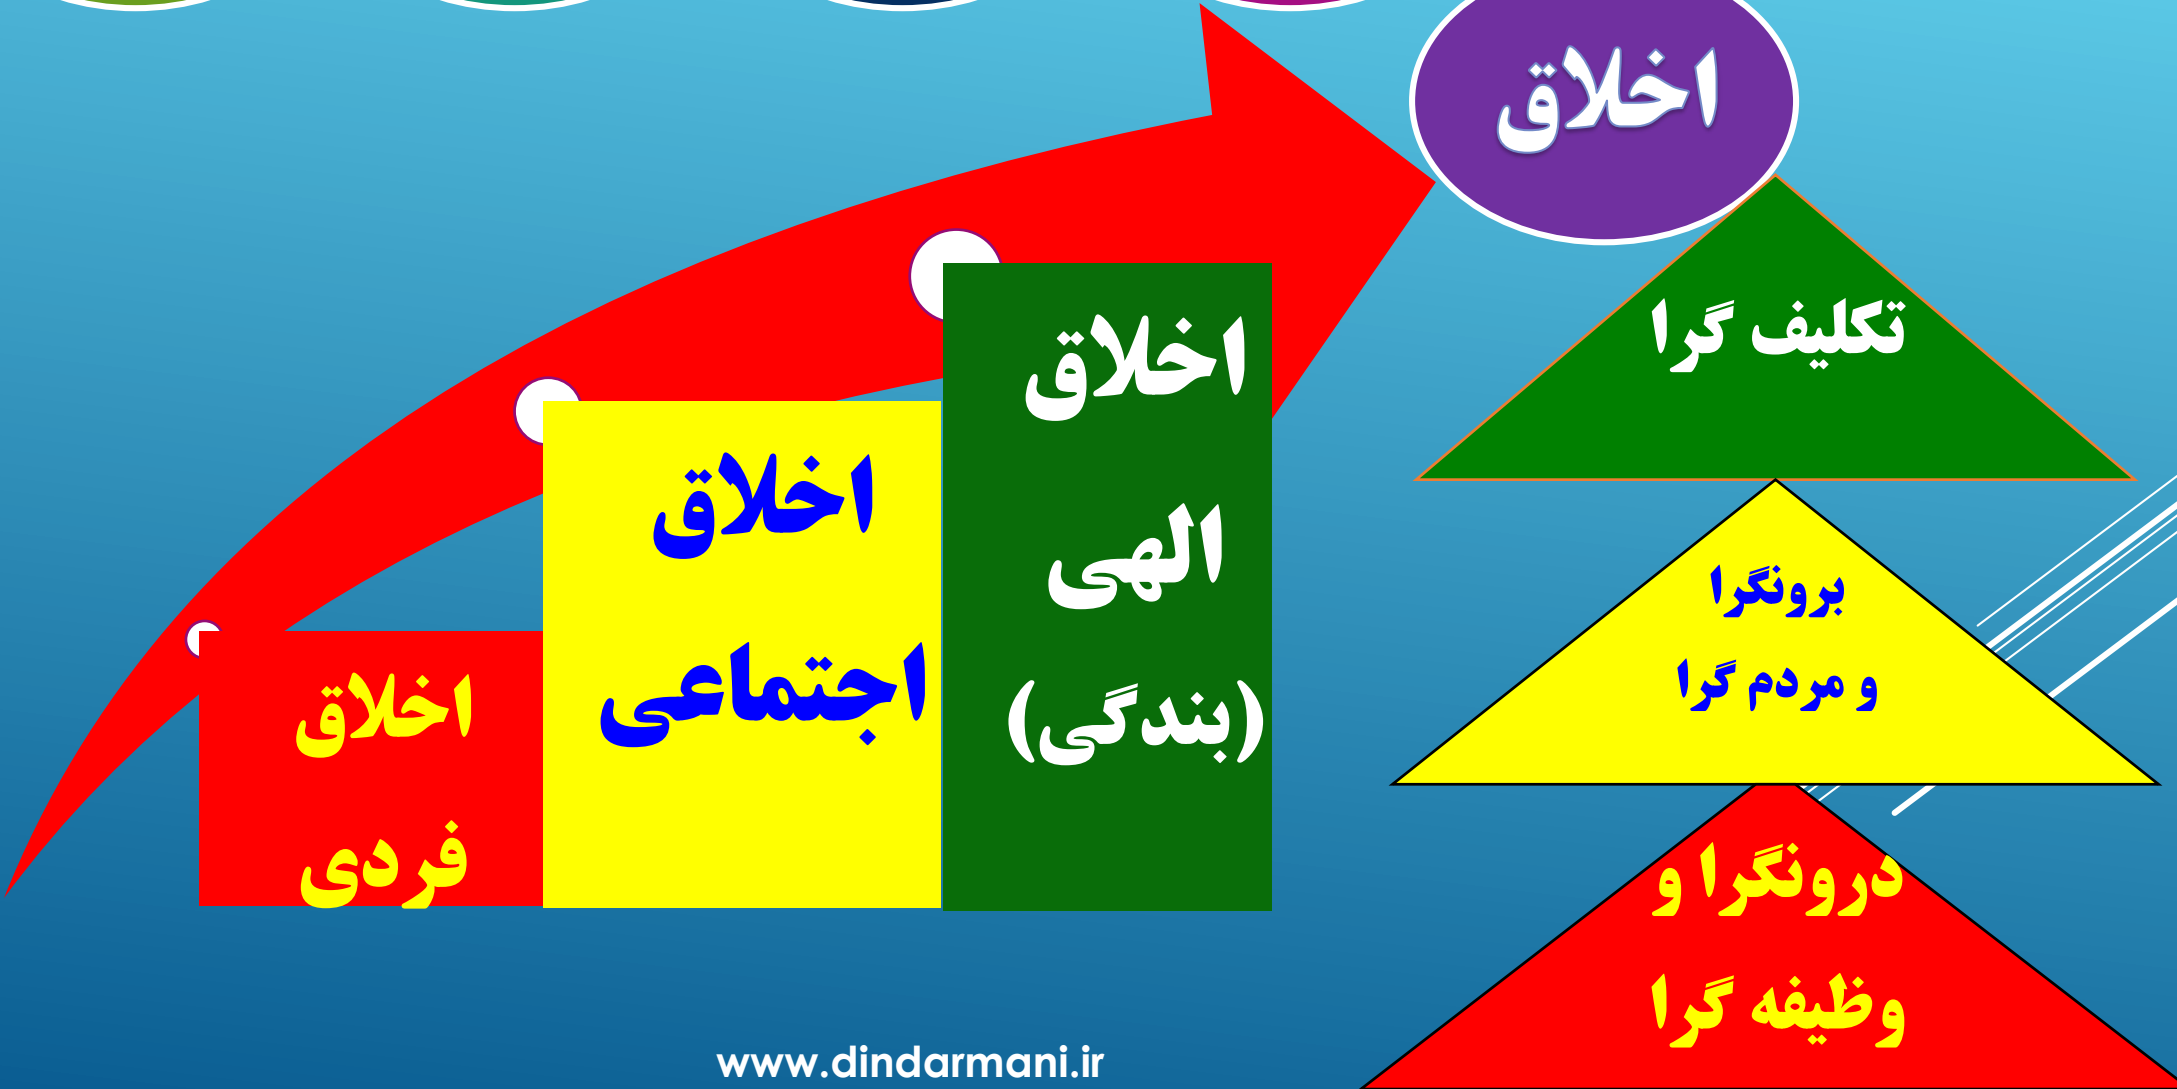 اخلاق
تکلیف گرا
برونگرا
و مردم گرا
درونگرا و
وظیفه گرا
اخلاق
الهی
(بندگی)
اخلاق
اجتماعی
اخلاق
فردی
www.dindarmani.ir